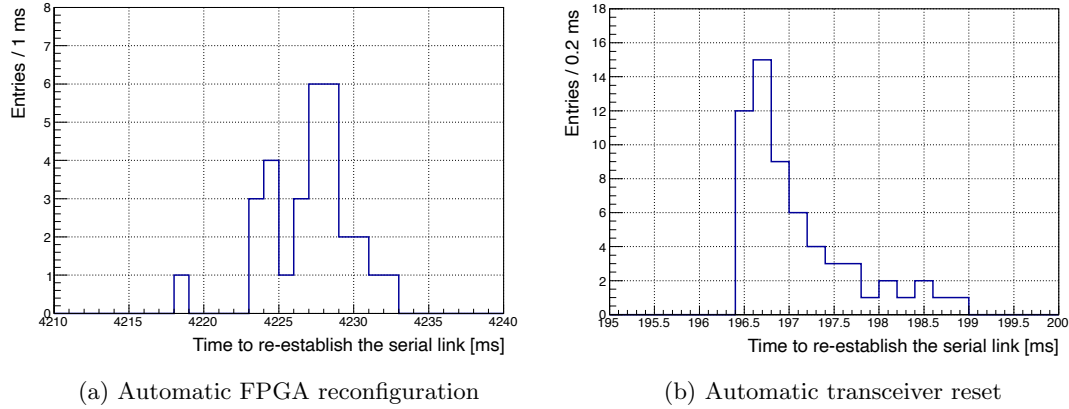 Entries / 1 ms
8
7
6
5
4
3
2
1
0
4210 4215 4220 4225 4230 4235 4240
Time to re-establish the serial link [ms]
(a) Automatic FPGA reconfiguration
Entries / 0.2 ms
18
16
14
12
10
8
6
4
2
0
195 195.5 196 196.5 197 197.5 198 198.5 199 199.5 200
Time to re-establish the serial link [ms]
(b) Automatic transceiver reset